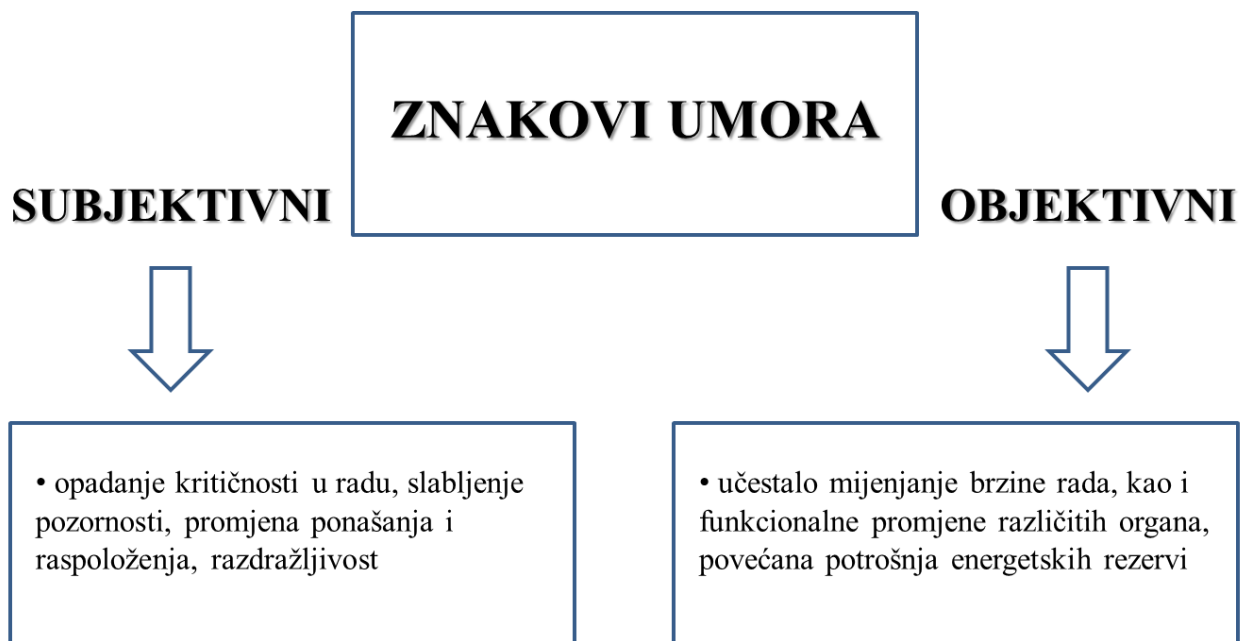 ZNAKOVI UMORA
SUBJEKTIVNI
OBJEKTIVNI
• opadanje kritičnosti u radu, slabljenje
pozornosti, promjena ponašanja i
raspoloženja, razdražljivost
• učestalo mijenjanje brzine rada, kao i
funkcionalne promjene različitih organa,
povećana potrošnja energetskih rezervi